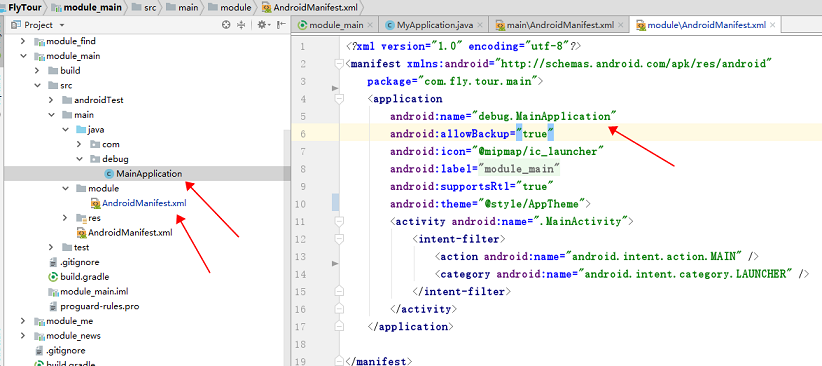 FlyTour module_main src main module AndroidManifest.xml
Project
module_find
module_main
build
src
androidTest
main
java
com
debug
MainApplication
module
AndroidManifest.xml
res
AndroidManifest.xml
test
.gitignore
build.gradle
module_main.iml
proguard-rules.pro
module_me
module_news
.gitignore
build.gradle
module_main MyApplication.java main\AndroidManifest.xml module\AndroidManifest.xml
1 <?xml version="1.0" encoding="utf-8"?>
2 <manifest xmlns:android="http://schemas.android.com/apk/res/android"
3 package="com.fly.tour.main">
4 <application
5 android:name="debug.MainApplication"
6 android:allowBackup="true"
7 android:icon="@mipmap/ic_launcher"
8 android:label="module_main"
9 android:supportsRtl="true"
10 android:theme="@style/AppTheme">
11 <activity android:name=".MainActivity">
12 <intent-filter>
13 <action android:name="android.intent.action.MAIN" />
14 <category android:name="android.intent.category.LAUNCHER" />
15 </intent-filter>
16 </activity>
17 </application>
18
19 </manifest>